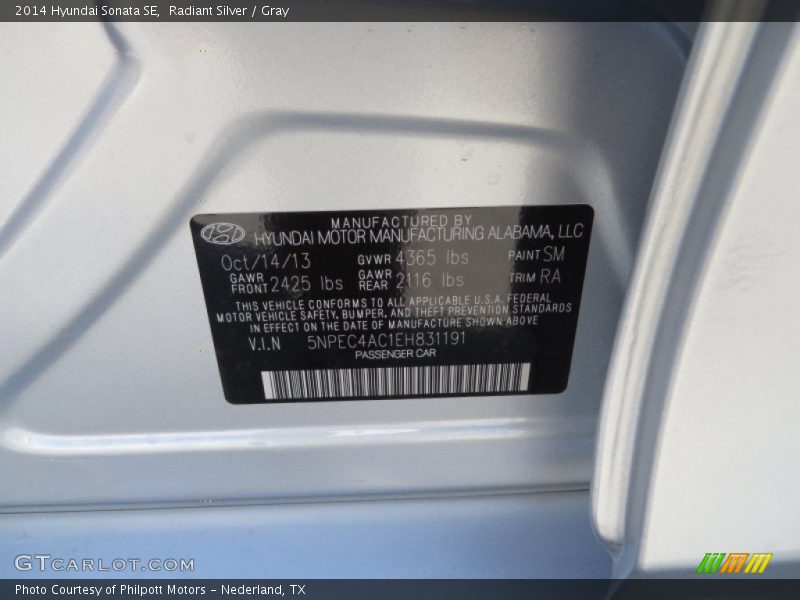 2014 Hyundai Sonata SE, Radiant Silver / Gray
MANUFACTURED BY
HYUNDAI MOTOR MANUFACTURING ALABAMA, LLC
Oct/14/13 GVWR 4365 lbs PAINT SM
GAWR FRONT 2425 lbs GAWR REAR 2116 lbs TRIM RA
THIS VEHICLE CONFORMS TO ALL APPLICABLE U.S.A. FEDERAL
MOTOR VEHICLE SAFETY, BUMPER, AND THEFT PREVENTION STANDARDS
IN EFFECT ON THE DATE OF MANUFACTURE SHOWN ABOVE
V.I.N 5NPEC4AC1EH831191
PASSENGER CAR
GTCARLOT.COM
Photo Courtesy of Philpott Motors - Nederland, TX